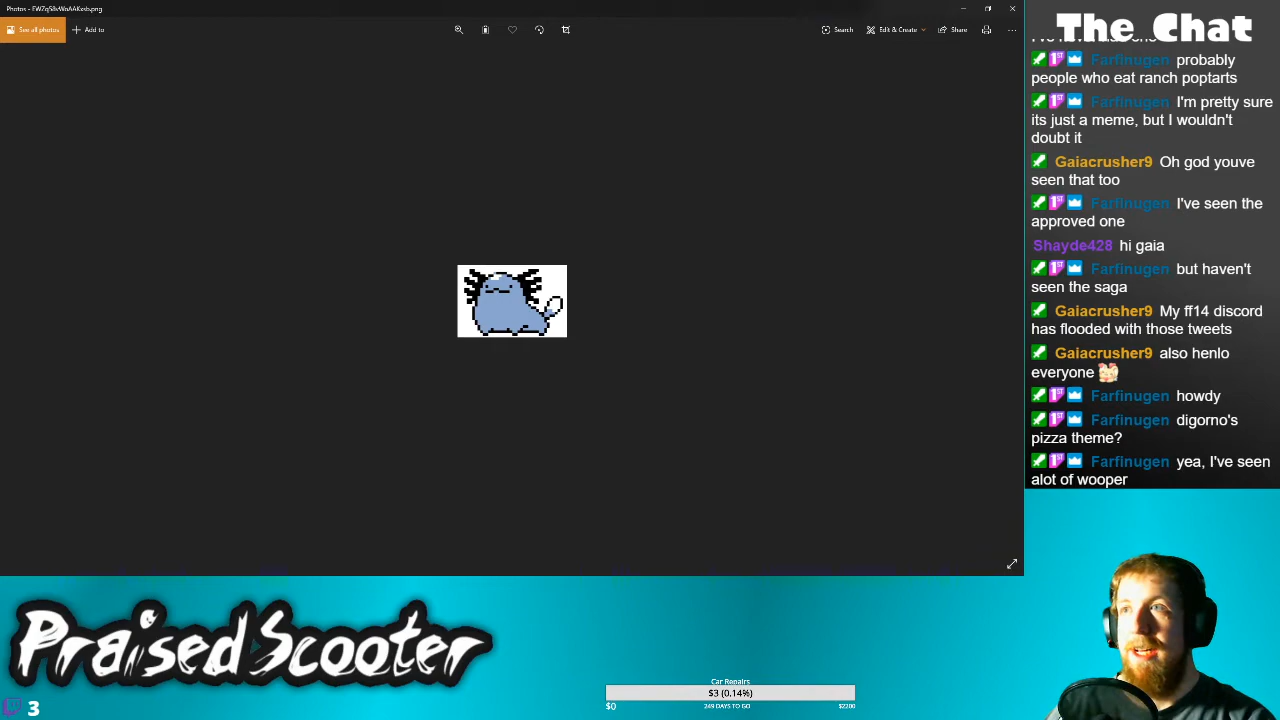 Photos - EWZqS8vWoAAKxsb.png
See all photos
Add to
Search
Edit & Create
Share
The Chat
Farfinugen probably
people who eat ranch poptarts
Farfinugen I'm pretty sure
its just a meme, but I wouldn't
doubt it
Gaiacrusher9 Oh god youve
seen that too
Farfinugen I've seen the
approved one
Shayde428 hi gaia
Farfinugen but haven't
seen the saga
Gaiacrusher9 My ff14 discord
has flooded with those tweets
Gaiacrusher9 also henlo
everyone
Farfinugen howdy
Farfinugen digorno's
pizza theme?
Farfinugen yea, I've seen
alot of wooper
Praised Scooter
3
Car Repairs
$3 (0.14%)
$0 249 DAYS TO GO $2200